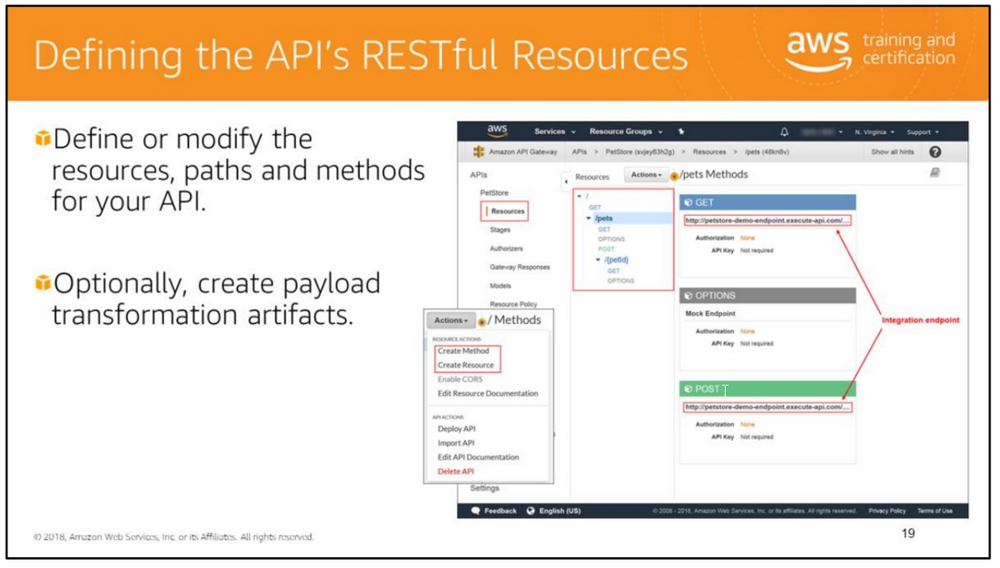 Defining the API's RESTful Resources
aws training and
certification
Define or modify the
resources, paths and methods
for your API.
Optionally, create payload
transformation artifacts.
aws Services Resource Groups N. Virginia Support
Amazon API Gateway APIs > PetStore (svjey63h2g) > Resources > /pets (48kn8v) Show all hints ?
APIs
PetStore
Resources
Stages
Authorizers
Gateway Responses
Models
Resource Policy
Settings
Resources Actions /pets Methods
/
GET
/pets
GET
OPTIONS
POST
/{petId}
GET
OPTIONS
GET
http://petstore-demo-endpoint.execute-api.com/...
Authorization None
API Key Not required
OPTIONS
Mock Endpoint
Authorization None
API Key Not required
POST
http://petstore-demo-endpoint.execute-api.com/...
Authorization None
API Key Not required
Integration endpoint
Actions / Methods
RESOURCE ACTIONS
Create Method
Create Resource
Enable CORS
Edit Resource Documentation
API ACTIONS
Deploy API
Import API
Edit API Documentation
Delete API
Feedback English (US) © 2008 - 2018, Amazon Web Services, Inc. or its affiliates. All rights reserved. Privacy Policy Terms of Use
© 2018, Amazon Web Services, Inc. or its Affiliates. All rights reserved.
19